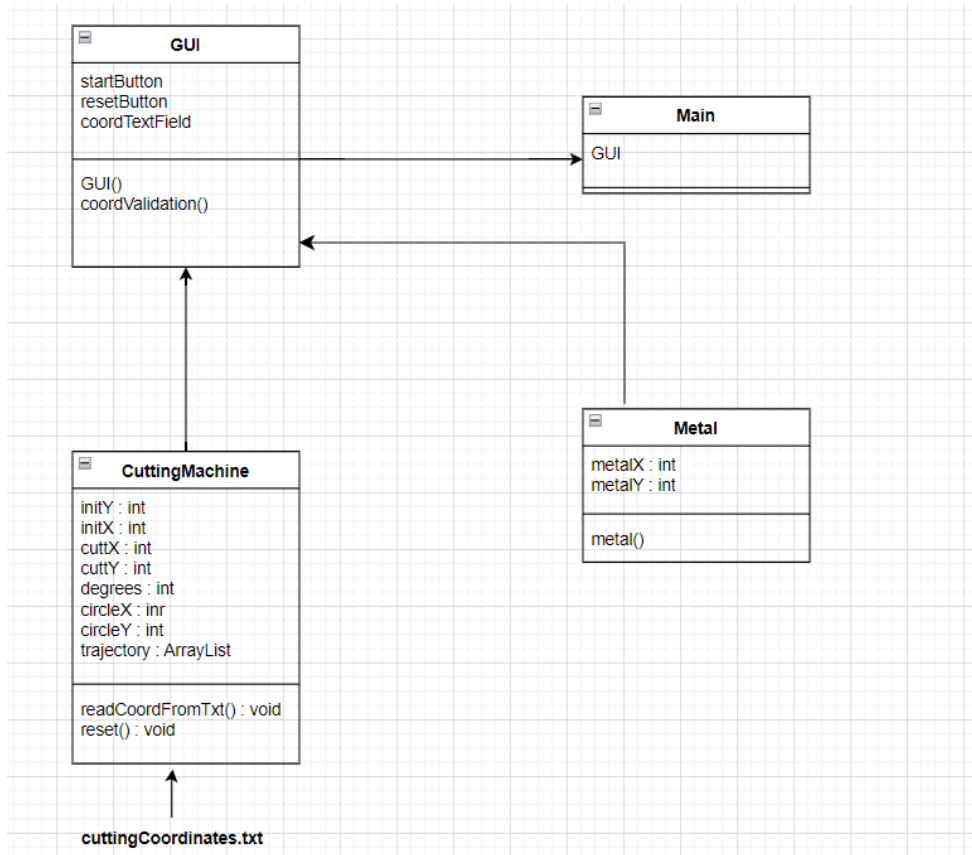 GUI
startButton
resetButton
coordTextField
GUI()
coordValidation()
Main
GUI
CuttingMachine
initY : int
initX : int
cuttX : int
cuttY : int
degrees : int
circleX : inr
circleY : int
trajectory : ArrayList
readCoordFromTxt() : void
reset() : void
Metal
metalX : int
metalY : int
metal()
cuttingCoordinates.txt